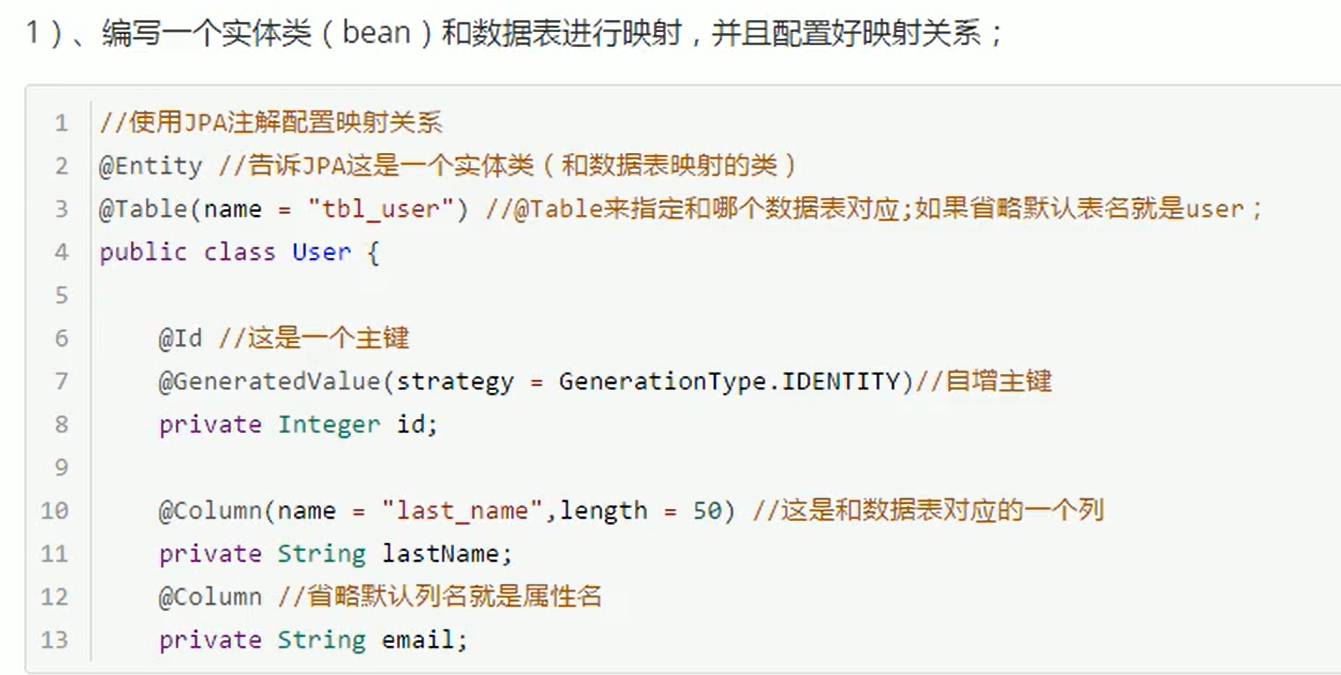 1）、编写一个实体类（bean）和数据表进行映射，并且配置好映射关系；
1 //使用JPA注解配置映射关系
2 @Entity //告诉JPA这是一个实体类（和数据表映射的类）
3 @Table(name = "tbl_user") //@Table来指定和哪个数据表对应;如果省略默认表名就是user；
4 public class User {
5
6     @Id //这是一个主键
7     @GeneratedValue(strategy = GenerationType.IDENTITY)//自增主键
8     private Integer id;
9
10     @Column(name = "last_name",length = 50) //这是和数据表对应的一个列
11     private String lastName;
12     @Column //省略默认列名就是属性名
13     private String email;